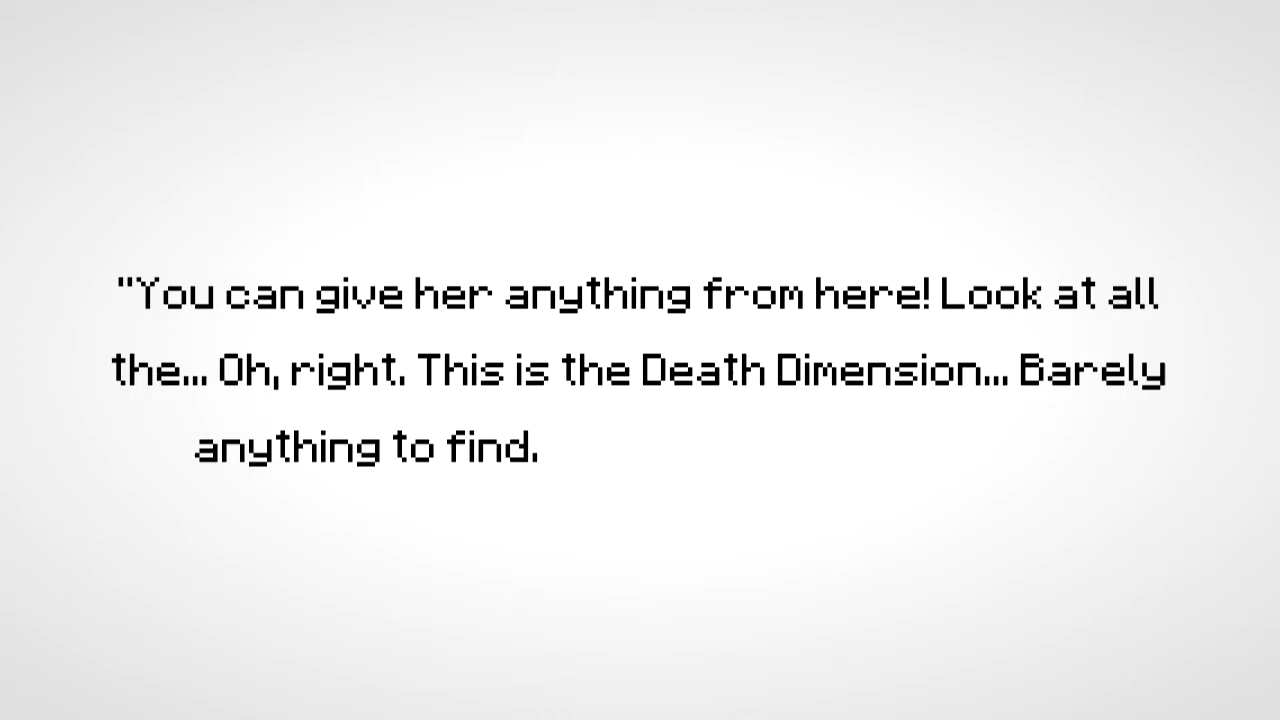 "You can give her anything from here! Look at all
the... Oh, right. This is the Death Dimension... Barely
anything to find.